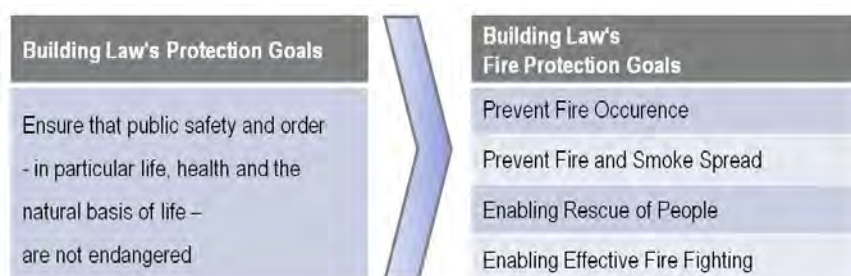 Building Law's Protection Goals
Ensure that public safety and order
- in particular life, health and the
natural basis of life –
are not endangered
Building Law's
Fire Protection Goals
Prevent Fire Occurence
Prevent Fire and Smoke Spread
Enabling Rescue of People
Enabling Effective Fire Fighting